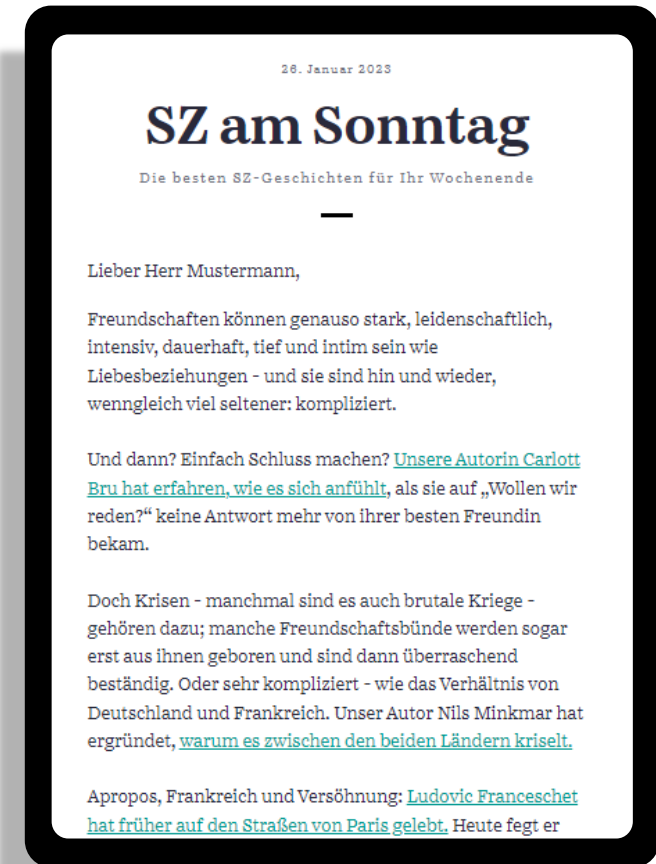 26. Januar 2023
SZ am Sonntag
Die besten SZ-Geschichten für Ihr Wochenende
Lieber Herr Mustermann,
Freundschaften können genauso stark, leidenschaftlich,
intensiv, dauerhaft, tief und intim sein wie
Liebesbeziehungen - und sie sind hin und wieder,
wenngleich viel seltener: kompliziert.
Und dann? Einfach Schluss machen? Unsere Autorin Carlott
Bru hat erfahren, wie es sich anfühlt, als sie auf „Wollen wir
reden?“ keine Antwort mehr von ihrer besten Freundin
bekam.
Doch Krisen - manchmal sind es auch brutale Kriege -
gehören dazu; manche Freundschaftsbünde werden sogar
erst aus ihnen geboren und sind dann überraschend
beständig. Oder sehr kompliziert - wie das Verhältnis von
Deutschland und Frankreich. Unser Autor Nils Minkmar hat
ergründet, warum es zwischen den beiden Ländern kriselt.
Apropos, Frankreich und Versöhnung: Ludovic Franceschet
hat früher auf den Straßen von Paris gelebt. Heute fegt er